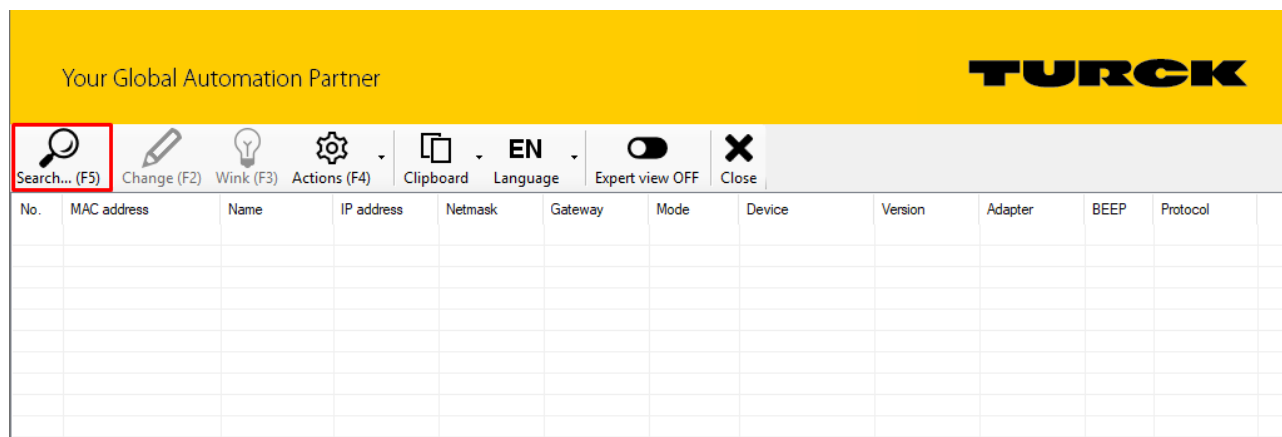 Your Global Automation Partner
TURCK
EN
Search... (F5) Change (F2) Wink (F3) Actions (F4) Clipboard Language Expert view OFF Close
No. MAC address Name IP address Netmask Gateway Mode Device Version Adapter BEEP Protocol